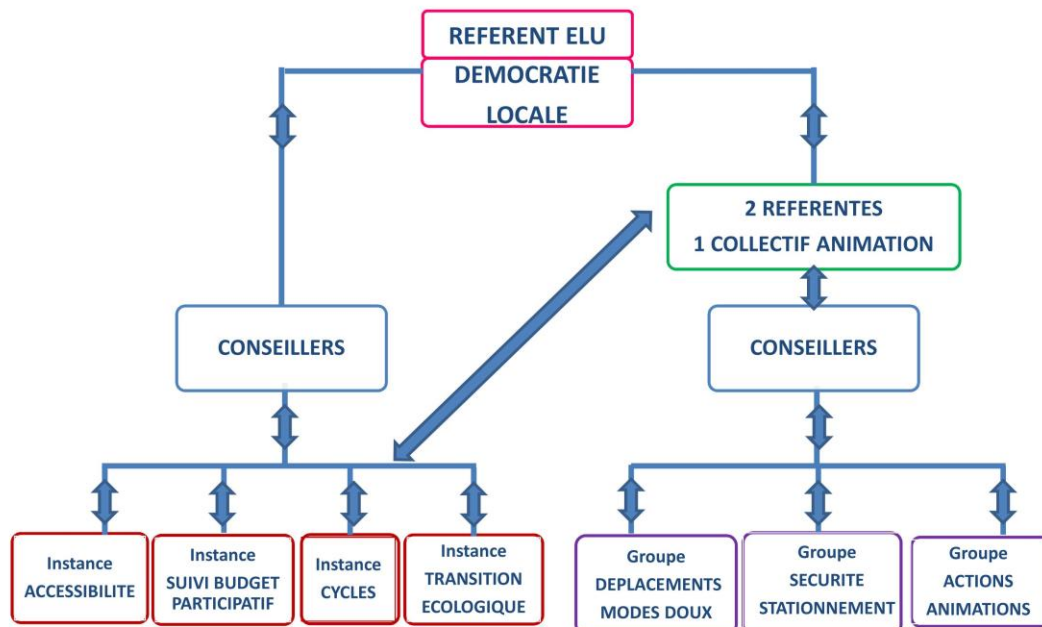 REFERENT ELU
DEMOCRATIE
LOCALE
2 REFERENTES
1 COLLECTIF ANIMATION
CONSEILLERS
CONSEILLERS
Instance
ACCESSIBILITE
Instance
SUIVI BUDGET
PARTICIPATIF
Instance
CYCLES
Instance
TRANSITION
ECOLOGIQUE
Groupe
DEPLACEMENTS
MODES DOUX
Groupe
SECURITE
STATIONNEMENT
Groupe
ACTIONS
ANIMATIONS